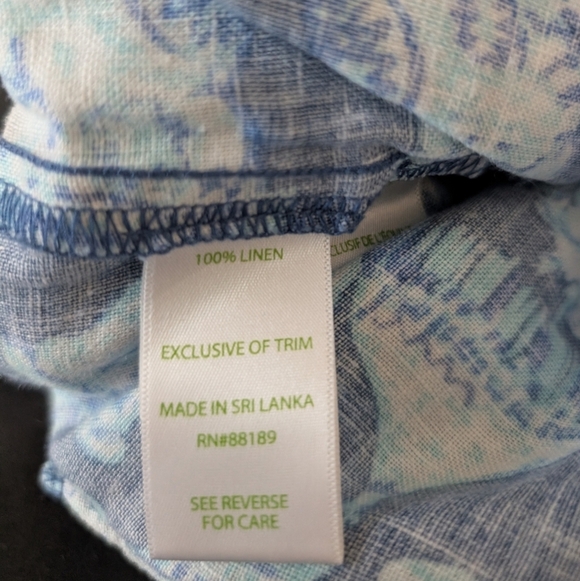 100% LINEN
EXCLUSIVE OF TRIM
MADE IN SRI LANKA
RN#88189
SEE REVERSE
FOR CARE